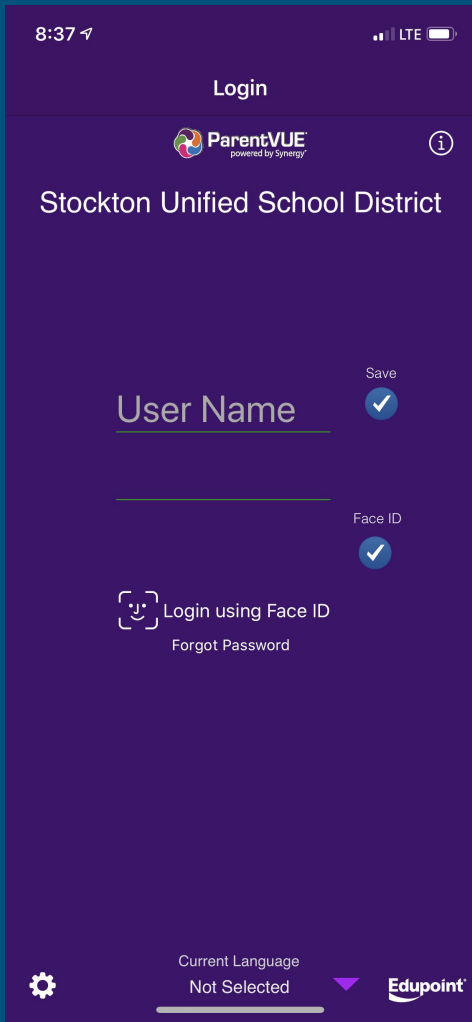 8:37
LTE
Login
ParentVUE
powered by Synergy
Stockton Unified School District
Save
User Name
Face ID
Login using Face ID
Forgot Password
Current Language
Not Selected
Edupoint